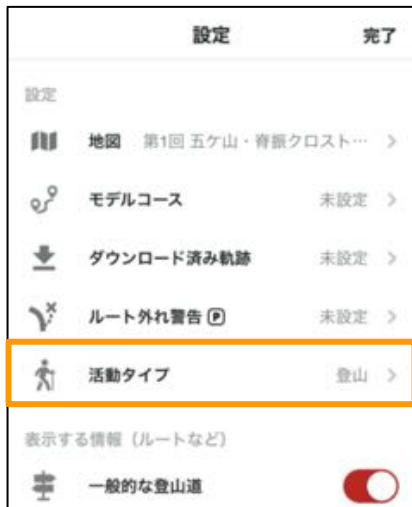 設定 完了
設定
地図 第1回 五ケ山・脊振クロスト… >
モデルコース 未設定 >
ダウンロード済み軌跡 未設定 >
ルート外れ警告 P 未設定 >
活動タイプ 登山 >
表示する情報（ルートなど）
一般的な登山道